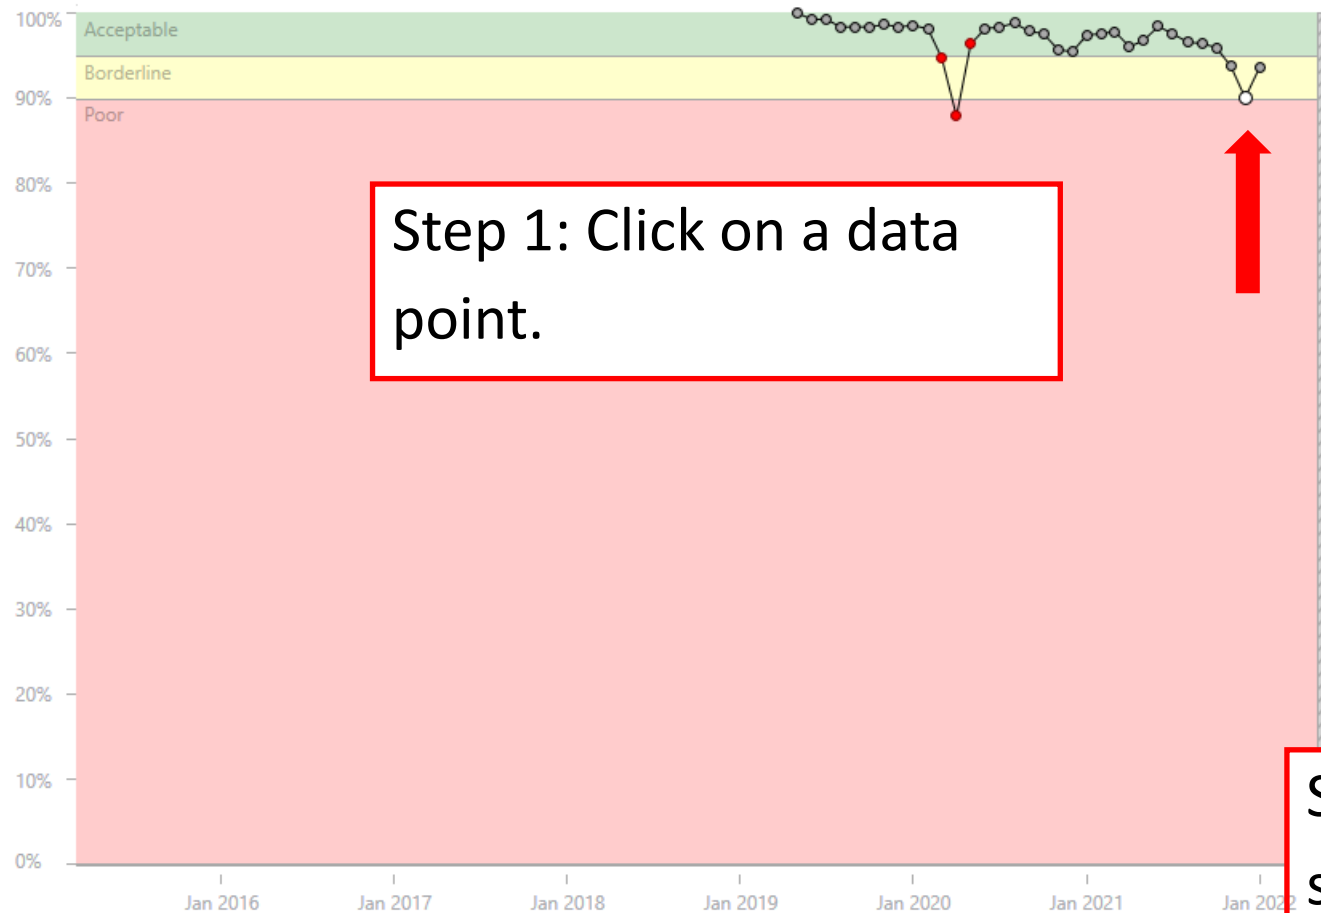 100%
Acceptable
Borderline
90%
Poor
80%
Step 1: Click on a data
point.
70%
60%
50%
40%
30%
20%
10%
S
s
0%
Jan 2016
Jan 2017
Jan 2018
Jan 2019
Jan 2020
Jan 2021
Jan 2022